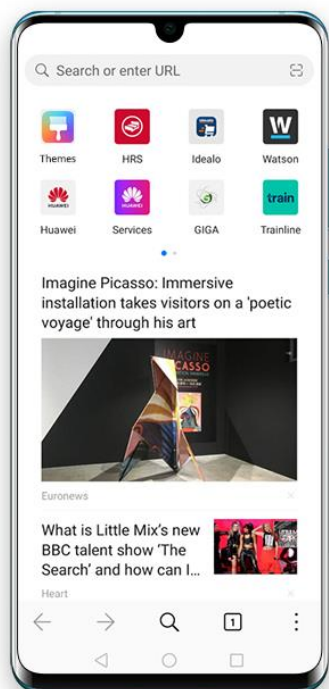 Search or enter URL
Themes
HRS
Idealo
Watson
HUAWEI
HUAWEI
train
Huawei
Services
GIGA
Trainline
Imagine Picasso: Immersive
installation takes visitors on a 'poetic
voyage' through his art
IMAGINE
PICASSO
Euronews
What is Little Mix's new
BBC talent show 'The
Search' and how can I...
Heart
1